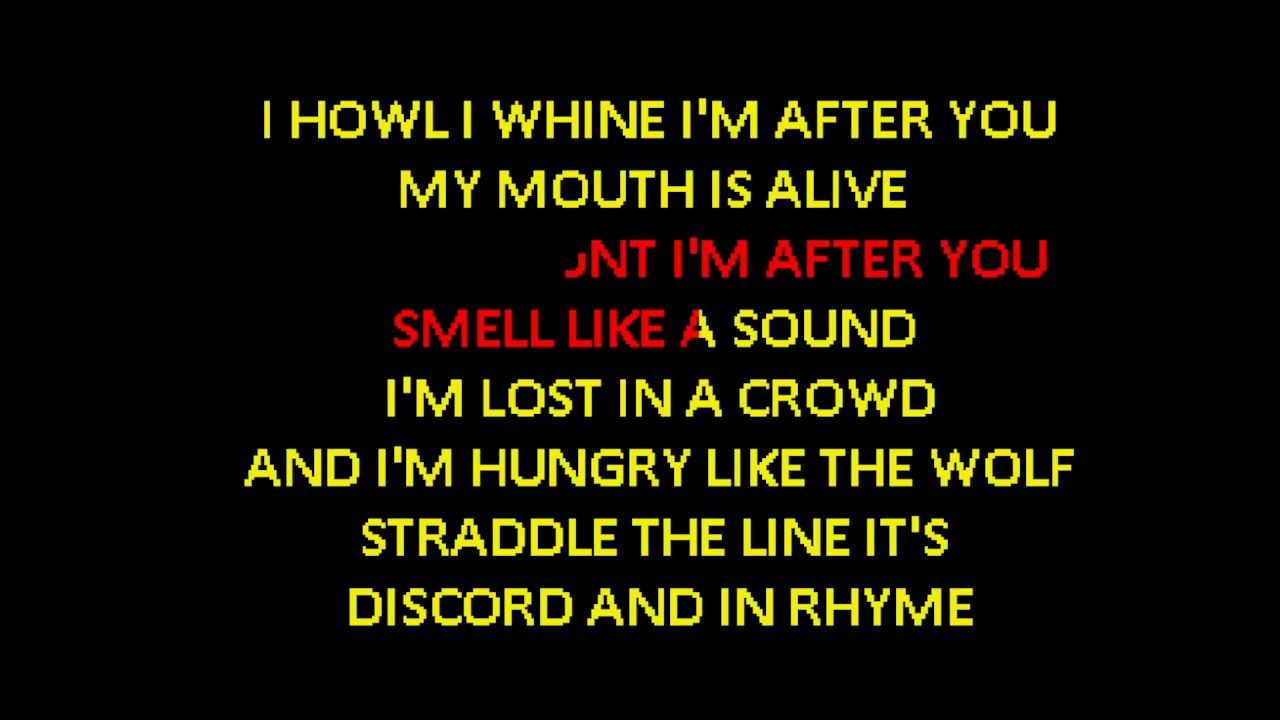 I HOWL I WHINE I'M AFTER YOU
MY MOUTH IS ALIVE
I'M AFTER YOU
SMELL LIKE A SOUND
I'M LOST IN A CROWD
AND I'M HUNGRY LIKE THE WOLF
STRADDLE THE LINE IT'S
DISCORD AND IN RHYME